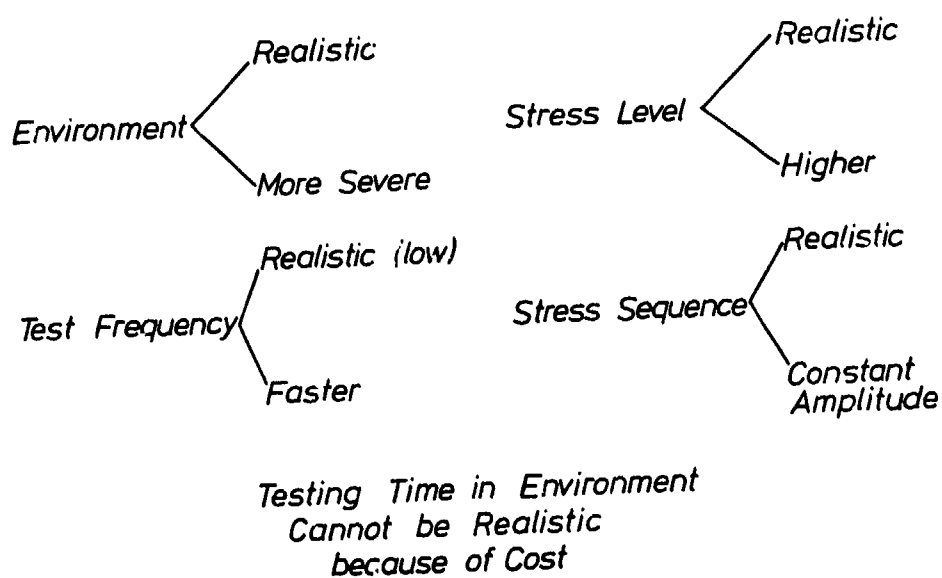 Realistic
Environment
More Severe
Realistic
Stress Level
Higher
Realistic (low)
Test Frequency
Faster
Realistic
Stress Sequence
Constant
Amplitude
Testing Time in Environment
Cannot be Realistic
because of Cost